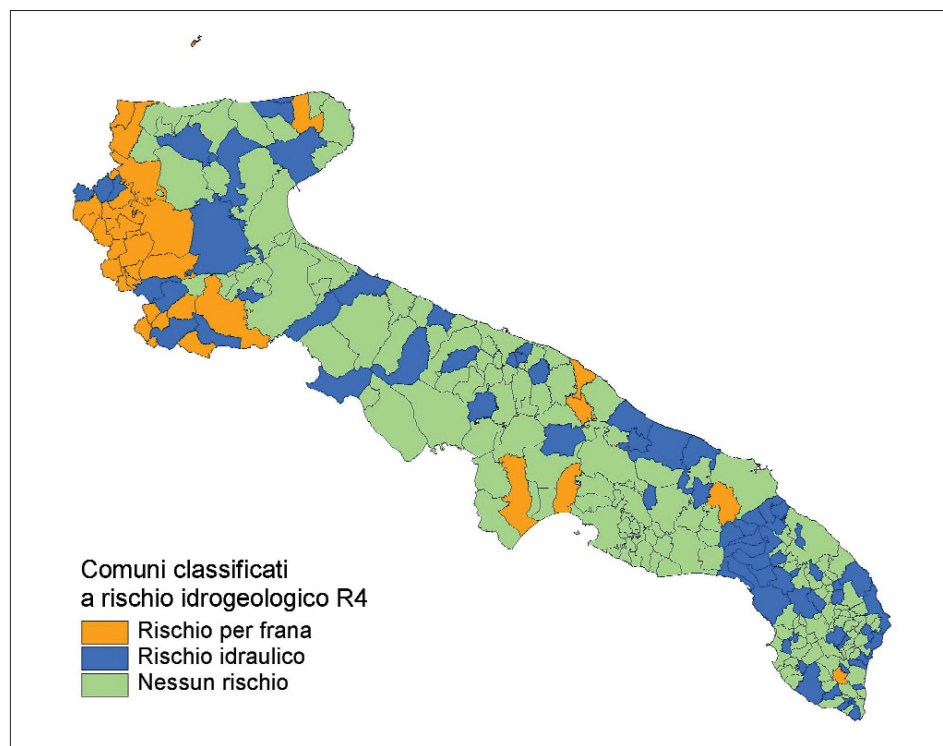 Comuni classificati
a rischio idrogeologico R4
Rischio per frana
Rischio idraulico
Nessun rischio